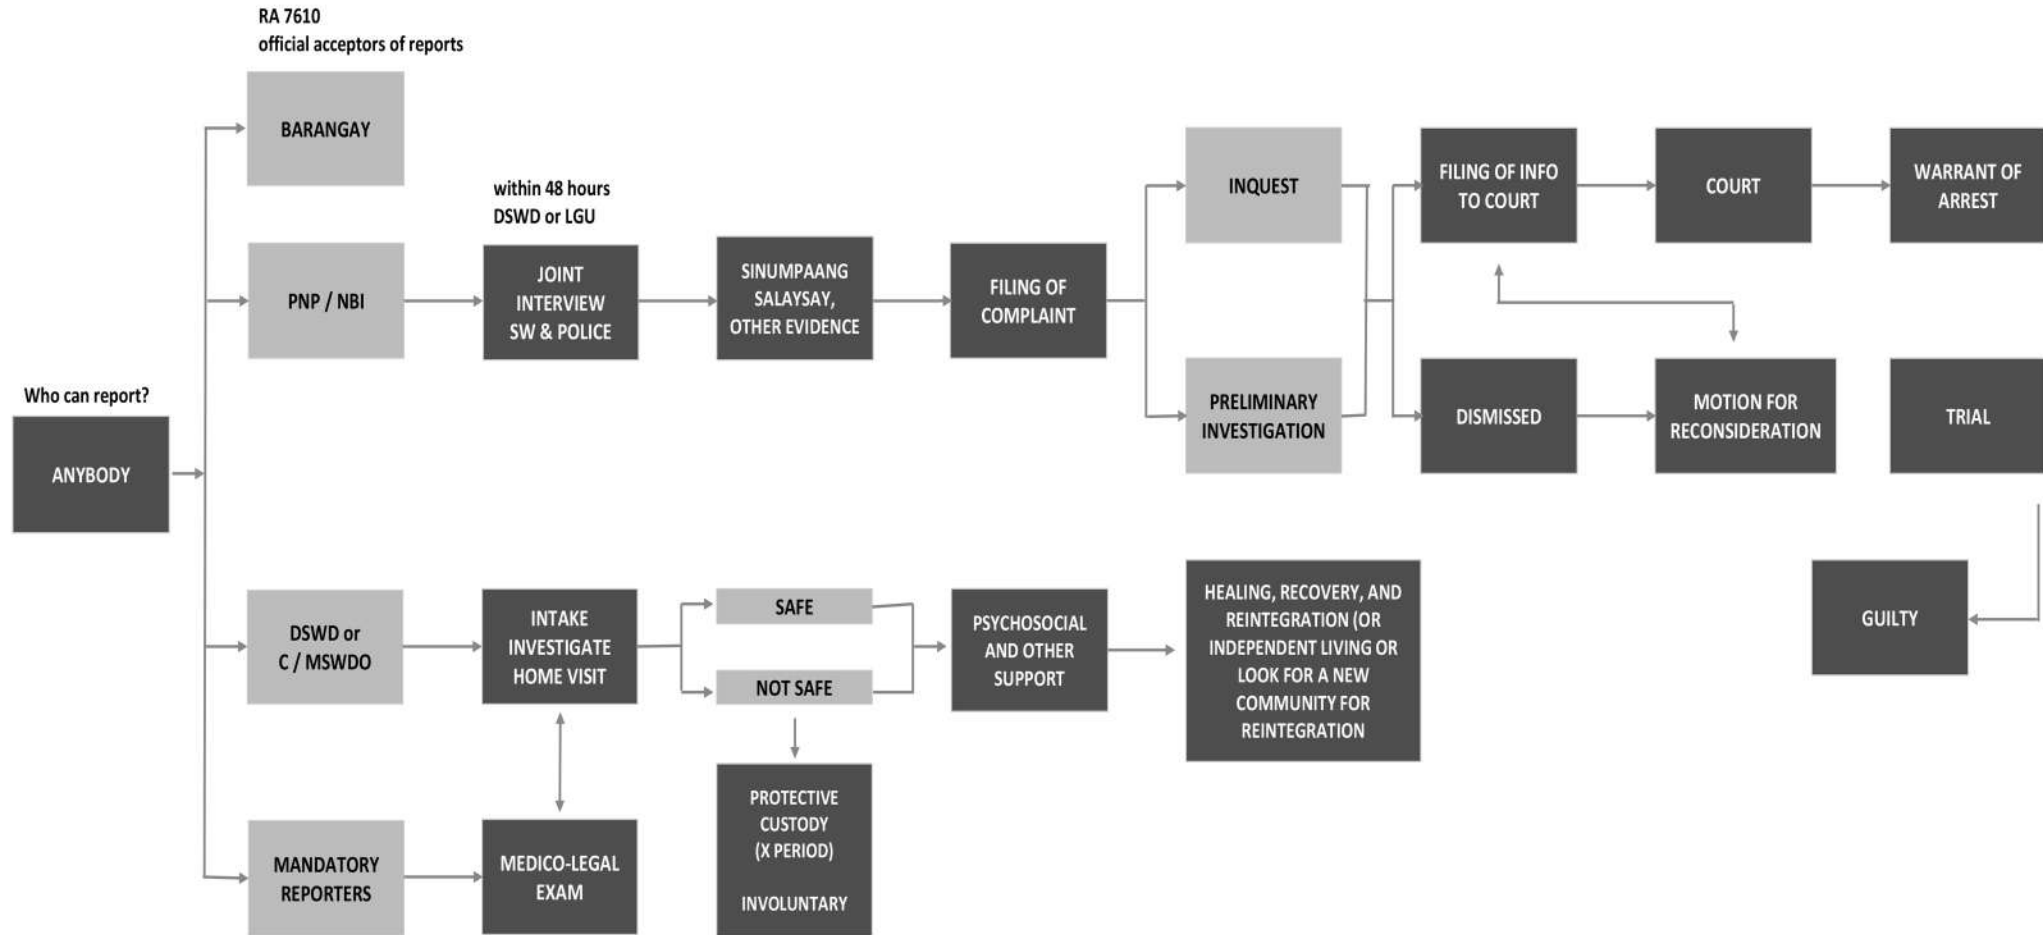 RA 7610
official acceptors of reports
BARANGAY
within 48 hours
DSWD or LGU
PNP / NBI
JOINT
INTERVIEW
SW & POLICE
SINUMPAANG
SALAYSAY,
OTHER EVIDENCE
FILING OF
COMPLAINT
INQUEST
PRELIMINARY
INVESTIGATION
FILING OF INFO
TO COURT
COURT
WARRANT OF
ARREST
DISMISSED
MOTION FOR
RECONSIDERATION
TRIAL
GUILTY
Who can report?
ANYBODY
DSWD or
C / MSWDO
INTAKE
INVESTIGATE
HOME VISIT
SAFE
NOT SAFE
PSYCHOSOCIAL
AND OTHER
SUPPORT
HEALING, RECOVERY, AND
REINTEGRATION (OR
INDEPENDENT LIVING OR
LOOK FOR A NEW
COMMUNITY FOR
REINTEGRATION
MANDATORY
REPORTERS
MEDICO-LEGAL
EXAM
PROTECTIVE
CUSTODY
(X PERIOD)
INVOLUNTARY